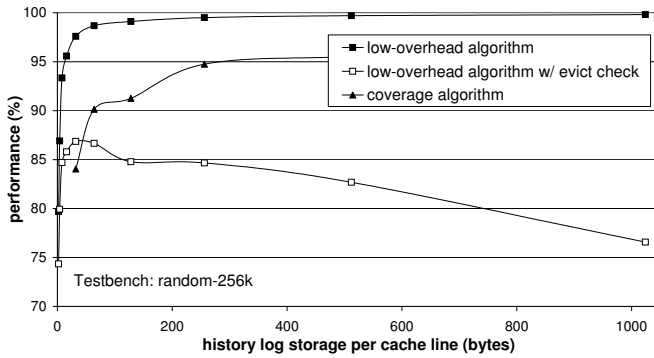 100
95
90
85
80
75
70
performance (%)
low-overhead algorithm
low-overhead algorithm w/ evict check
coverage algorithm
Testbench: random-256k
0 200 400 600 800 1000
history log storage per cache line (bytes)